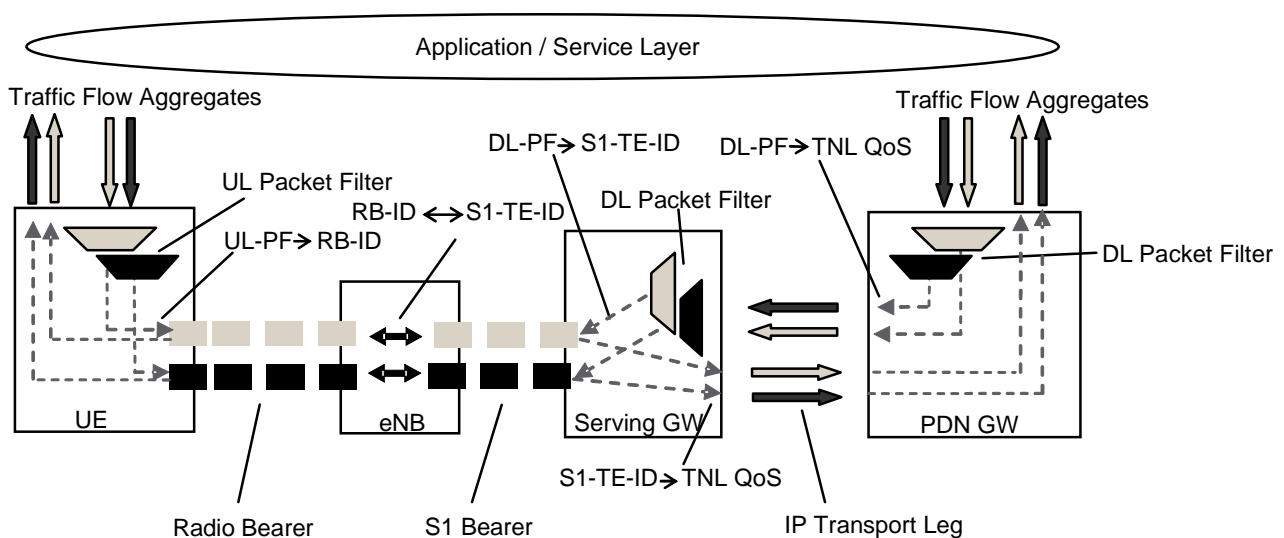 Application / Service Layer
Traffic Flow Aggregates
Traffic Flow Aggregates
DL-PF→S1-TE-ID
DL-PF→TNL QoS
UL Packet Filter
DL Packet Filter
RB-ID ↔ S1-TE-ID
UL-PF→RB-ID
DL Packet Filter
UE
eNB
Serving GW
PDN GW
S1-TE-ID→TNL QoS
Radio Bearer
S1 Bearer
IP Transport Leg